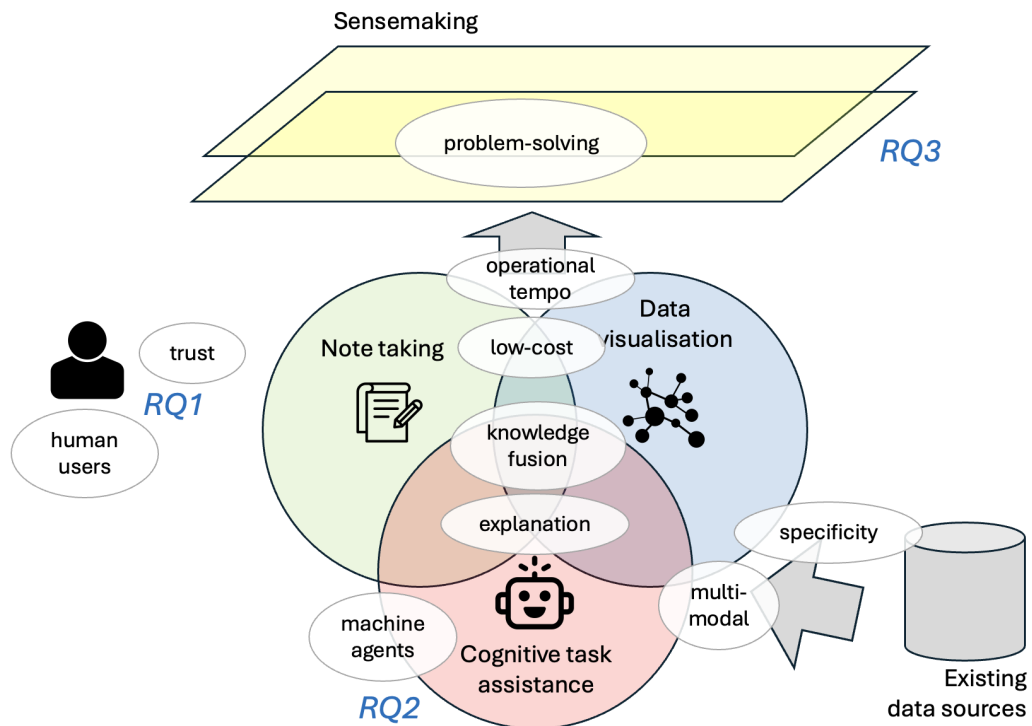 Sensemaking
problem-solving
RQ3
operational
tempo
Data
visualisation
low-cost
Note taking
trust
RQ1
human
users
knowledge
fusion
explanation
specificity
multi-
modal
machine
agents
Cognitive task
assistance
RQ2
Existing
data sources